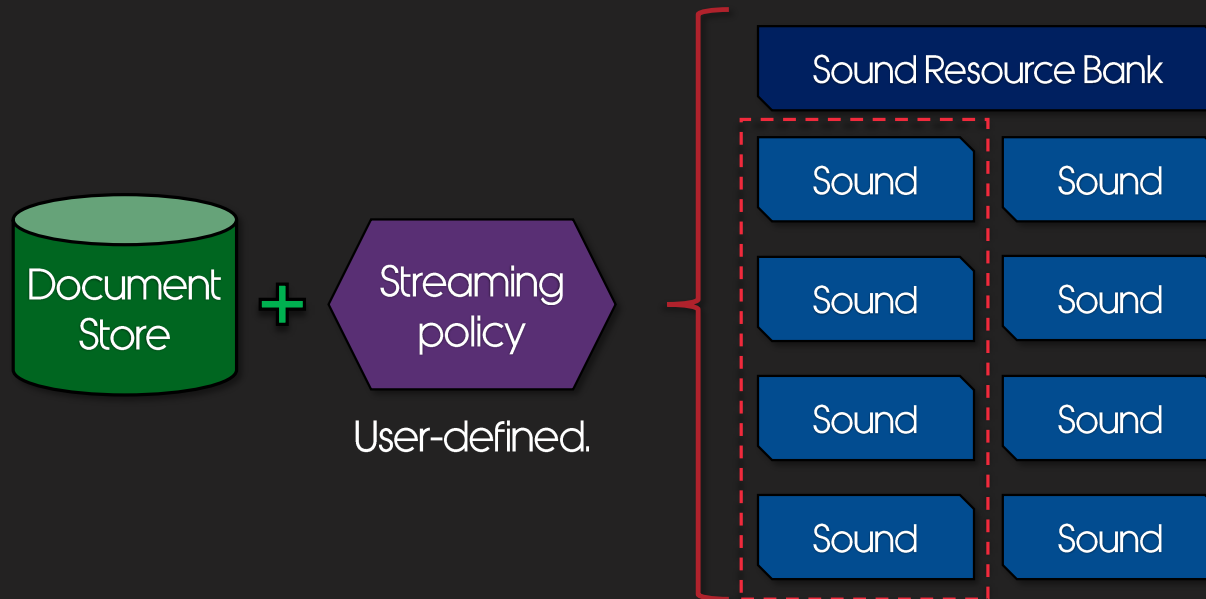 Document
Store
+
Streaming
policy
User-defined.
Sound Resource Bank
Sound
Sound
Sound
Sound
Sound
Sound
Sound
Sound